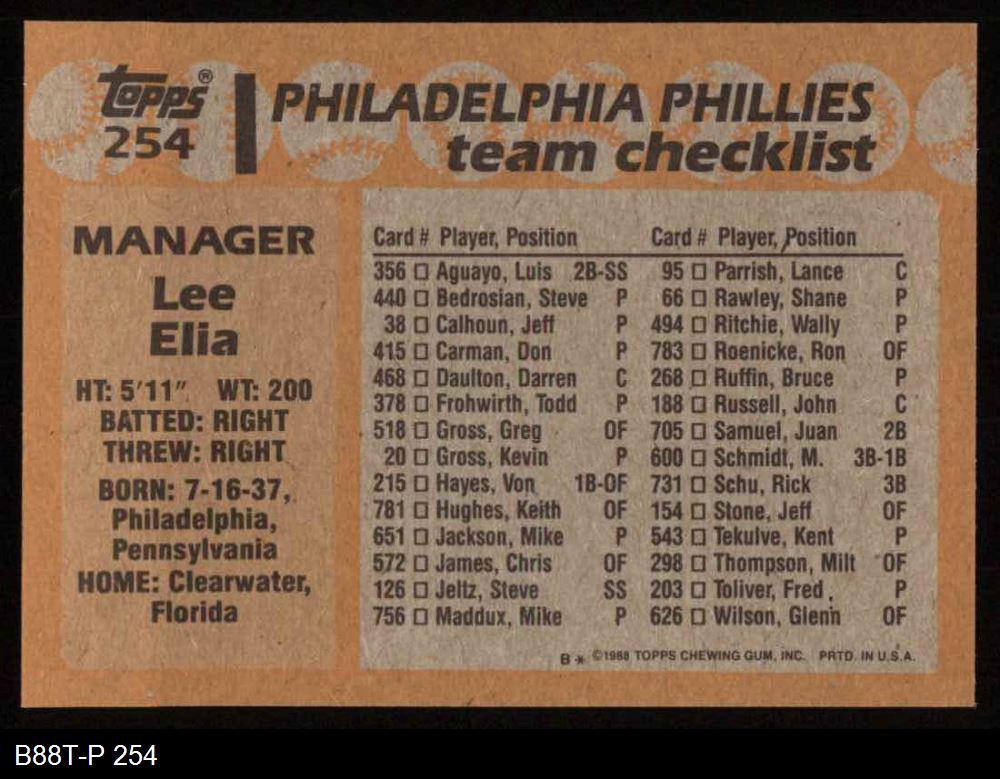 topps®
254
PHILADELPHIA PHILLIES
team checklist
MANAGER
Lee
Elia
HT: 5'11" WT: 200
BATTED: RIGHT
THREW: RIGHT
BORN: 7-16-37,
Philadelphia,
Pennsylvania
HOME: Clearwater,
Florida
Card # Player, Position
356 □ Aguayo, Luis 2B-SS
440 □ Bedrosian, Steve P
38 □ Calhoun, Jeff P
415 □ Carman, Don P
468 □ Daulton, Darren C
378 □ Frohwirth, Todd P
518 □ Gross, Greg OF
20 □ Gross, Kevin P
215 □ Hayes, Von 1B-OF
781 □ Hughes, Keith OF
651 □ Jackson, Mike P
572 □ James, Chris OF
126 □ Jeltz, Steve SS
756 □ Maddux, Mike P
Card # Player, Position
95 □ Parrish, Lance C
66 □ Rawley, Shane P
494 □ Ritchie, Wally P
783 □ Roenicke, Ron OF
268 □ Ruffin, Bruce P
188 □ Russell, John C
705 □ Samuel, Juan 2B
600 □ Schmidt, M. 3B-1B
731 □ Schu, Rick 3B
154 □ Stone, Jeff OF
543 □ Tekulve, Kent P
298 □ Thompson, Milt OF
203 □ Toliver, Fred P
626 □ Wilson, Glenn OF
B* ©1988 TOPPS CHEWING GUM, INC. PRTD. IN U.S.A.
B88T-P 254